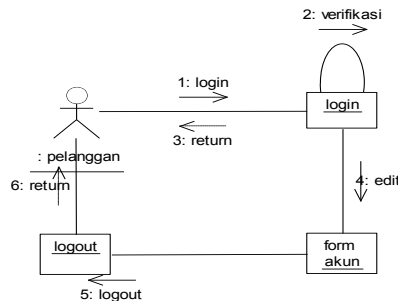 2: verifikasi
1: login
login
3: return
: pelanggan
6: return
4: edit
logout
form
akun
5: logout